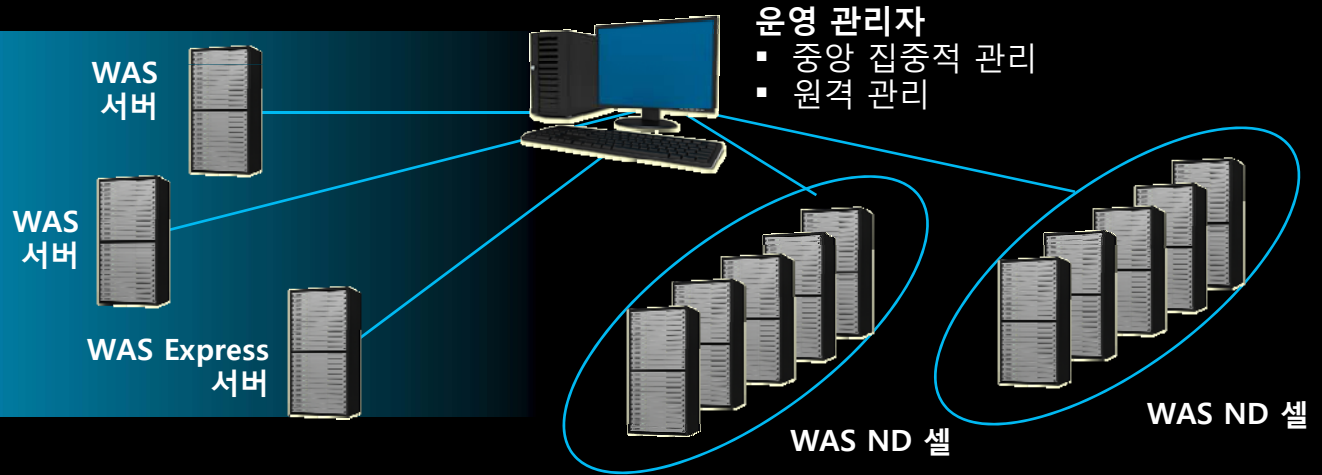 운영 관리자
▪ 중앙 집중적 관리
▪ 원격 관리
WAS
서버
WAS
서버
WAS Express
서버
WAS ND 셀
WAS ND 셀